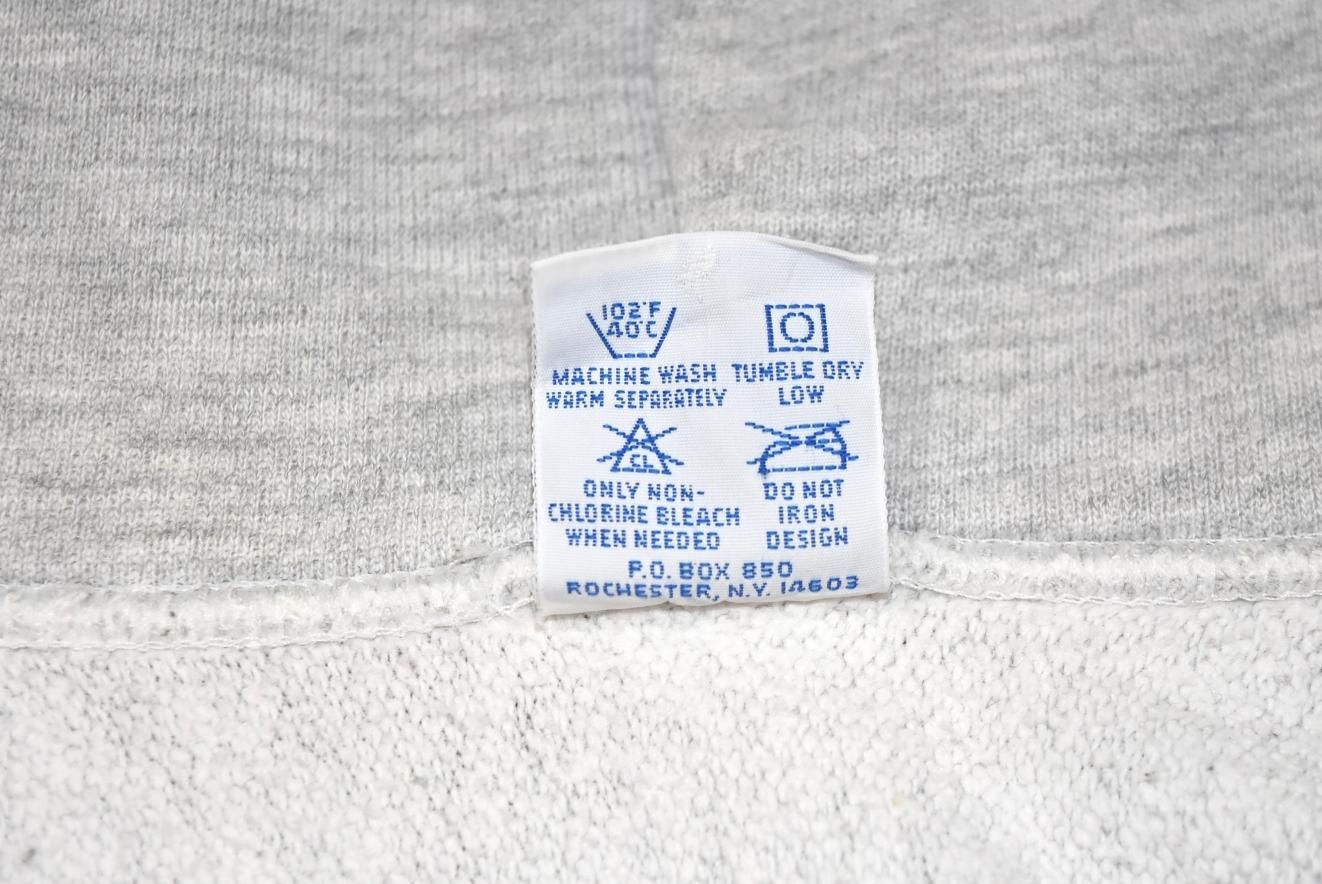 102°F
40°C
MACHINE WASH
WARM SEPARATELY
TUMBLE DRY
LOW
CL
ONLY NON-
CHLORINE BLEACH
WHEN NEEDED
DO NOT
IRON
DESIGN
P.O. BOX 850
ROCHESTER, N.Y. 14603